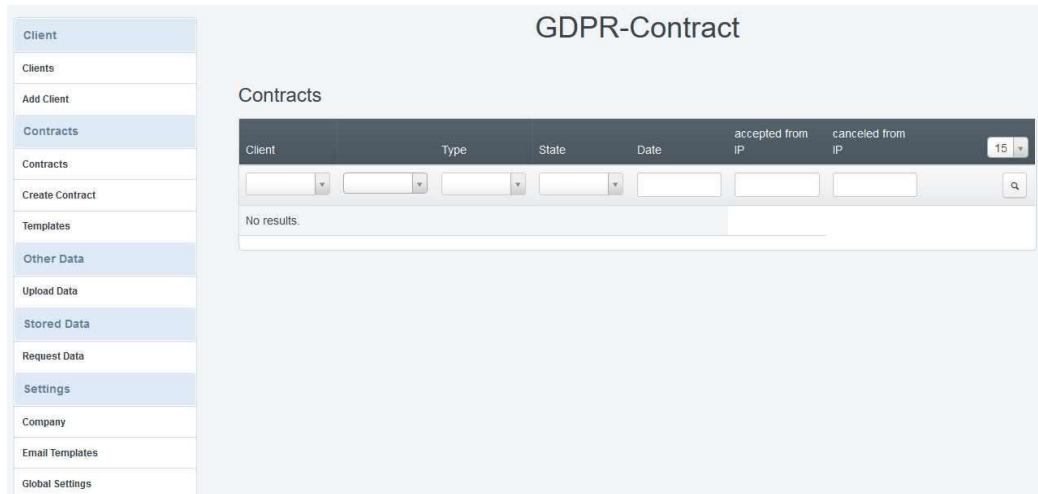 GDPR-Contract
Client
Clients
Add Client
Contracts
Contracts
Create Contract
Templates
Other Data
Upload Data
Stored Data
Request Data
Settings
Company
Email Templates
Global Settings
Contracts
Client Type State Date accepted from IP canceled from IP 15
No results.